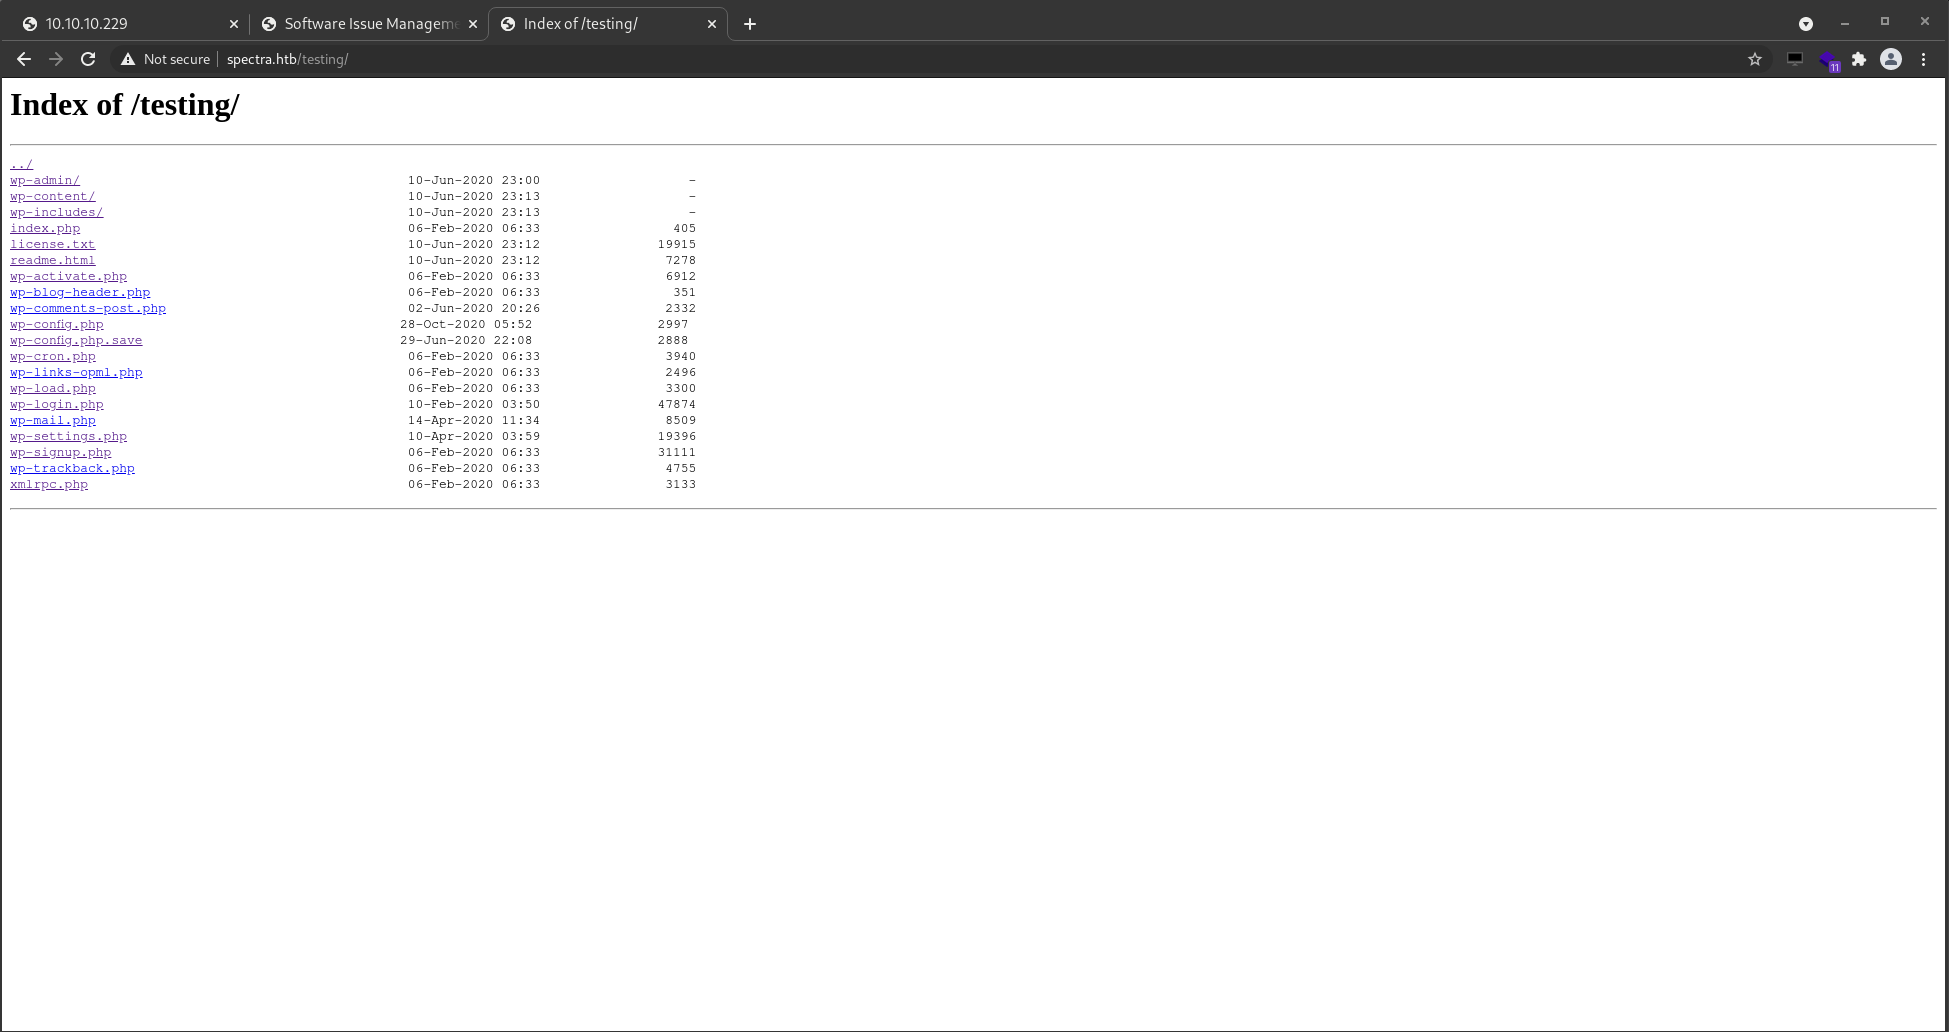 10.10.10.229
Software Issue Manageme
Index of /testing/
Not secure spectra.htb/testing/
11
Index of /testing/
../
wp-admin/ 10-Jun-2020 23:00 -
wp-content/ 10-Jun-2020 23:13 -
wp-includes/ 10-Jun-2020 23:13 -
index.php 06-Feb-2020 06:33 405
license.txt 10-Jun-2020 23:12 19915
readme.html 10-Jun-2020 23:12 7278
wp-activate.php 06-Feb-2020 06:33 6912
wp-blog-header.php 06-Feb-2020 06:33 351
wp-comments-post.php 02-Jun-2020 20:26 2332
wp-config.php 28-Oct-2020 05:52 2997
wp-config.php.save 29-Jun-2020 22:08 2888
wp-cron.php 06-Feb-2020 06:33 3940
wp-links-opml.php 06-Feb-2020 06:33 2496
wp-load.php 06-Feb-2020 06:33 3300
wp-login.php 10-Feb-2020 03:50 47874
wp-mail.php 14-Apr-2020 11:34 8509
wp-settings.php 10-Apr-2020 03:59 19396
wp-signup.php 06-Feb-2020 06:33 31111
wp-trackback.php 06-Feb-2020 06:33 4755
xmlrpc.php 06-Feb-2020 06:33 3133